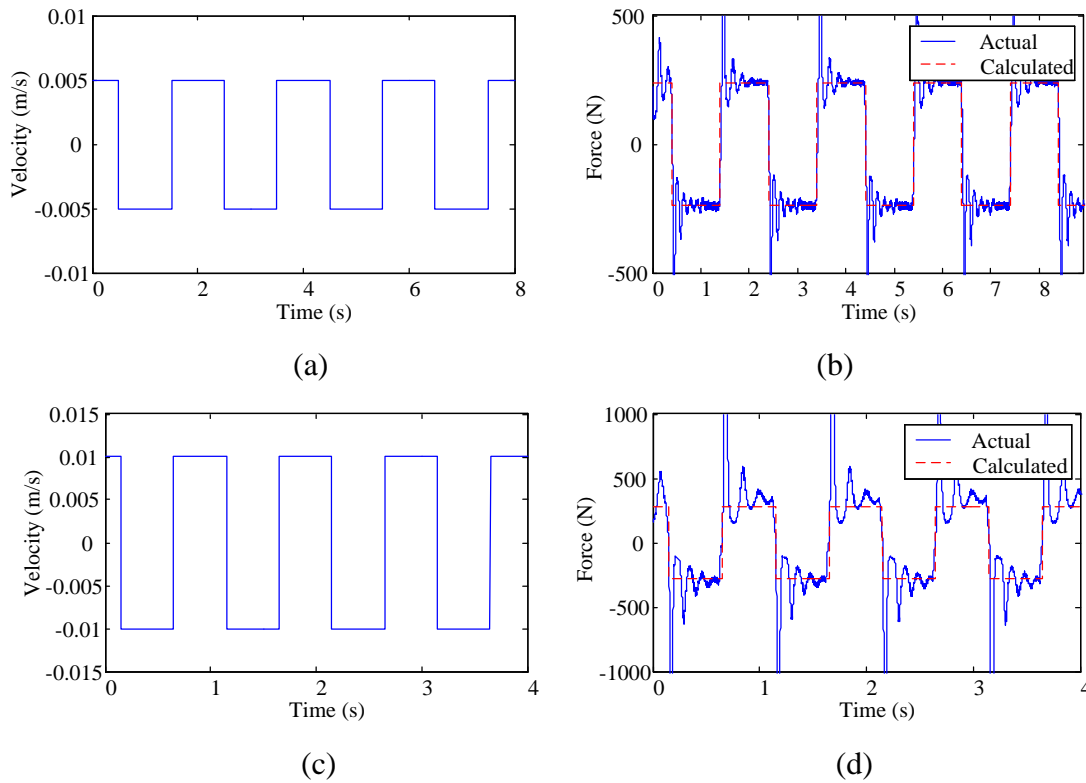 0.01
0.005
0
-0.005
-0.01
Velocity (m/s)
0 2 4 6 8
Time (s)
(a)
500
0
-500
Force (N)
Actual
Calculated
0 1 2 3 4 5 6 7 8
Time (s)
(b)
0.015
0.01
0.005
0
-0.005
-0.01
-0.015
Velocity (m/s)
0 1 2 3 4
Time (s)
(c)
1000
500
0
-500
-1000
Force (N)
Actual
Calculated
0 1 2 3 4
Time (s)
(d)